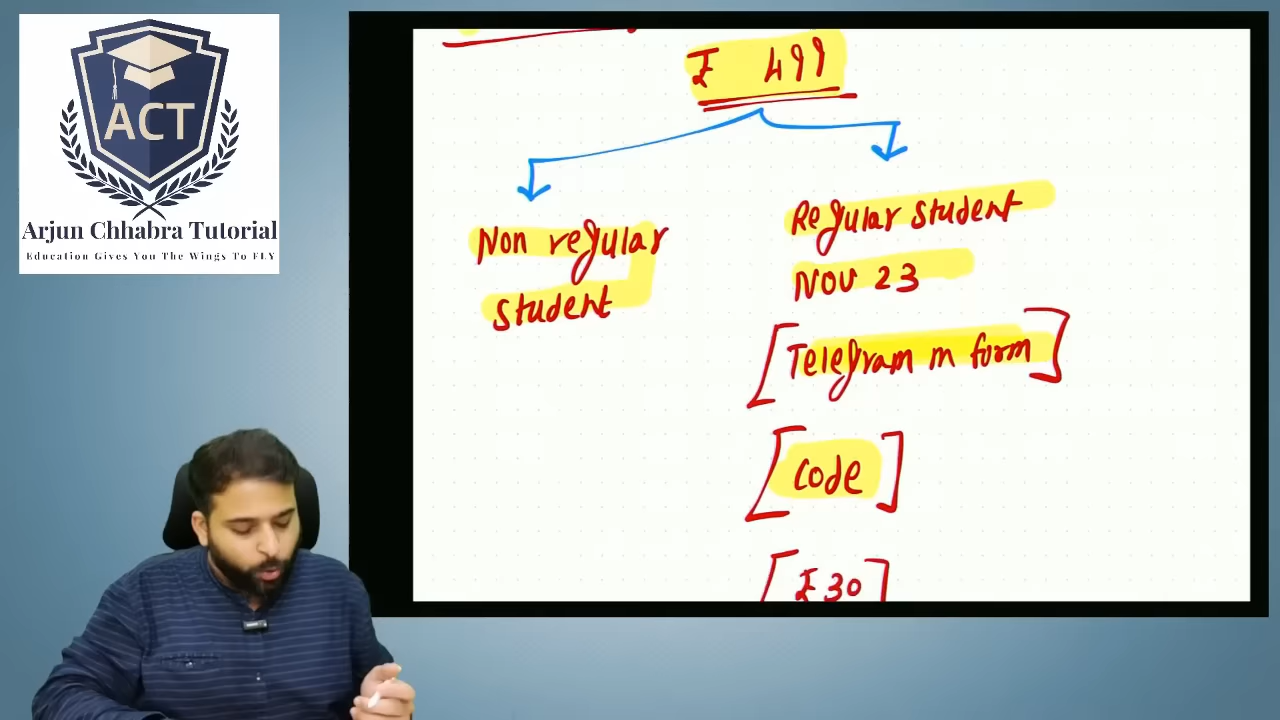 ACT
Arjun Chhabra Tutorial
Education Gives You The Wings To FLY
₹ 499
Non regular
Student
Regular Student
NOV 23
[Telegram m form]
[Code]
[₹30]